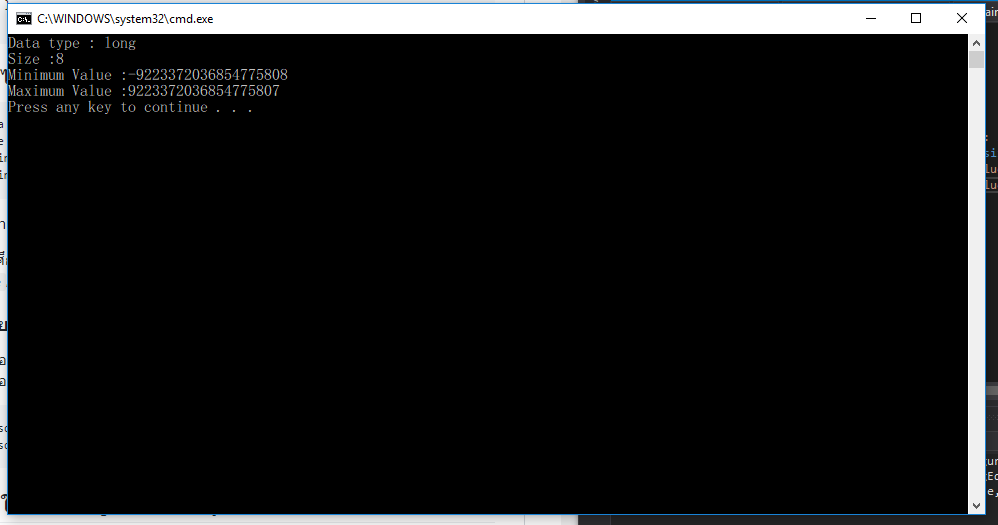 C:\WINDOWS\system32\cmd.exe
Data type : long
Size :8
Minimum Value :-9223372036854775808
Maximum Value :9223372036854775807
Press any key to continue . . .